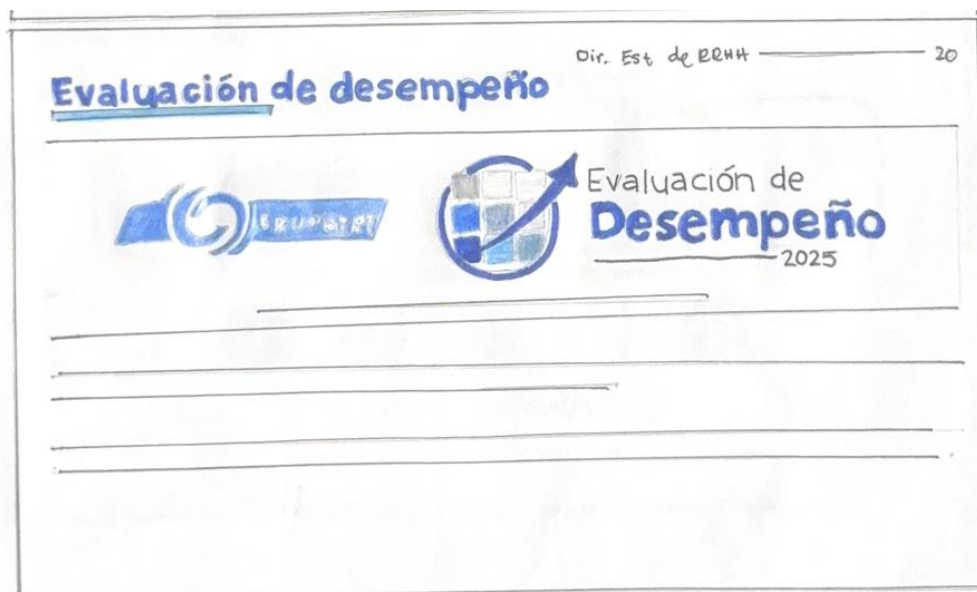 Dir. Est de RRHH 20
Evaluación de desempeño
Evaluación de
Desempeño
2025